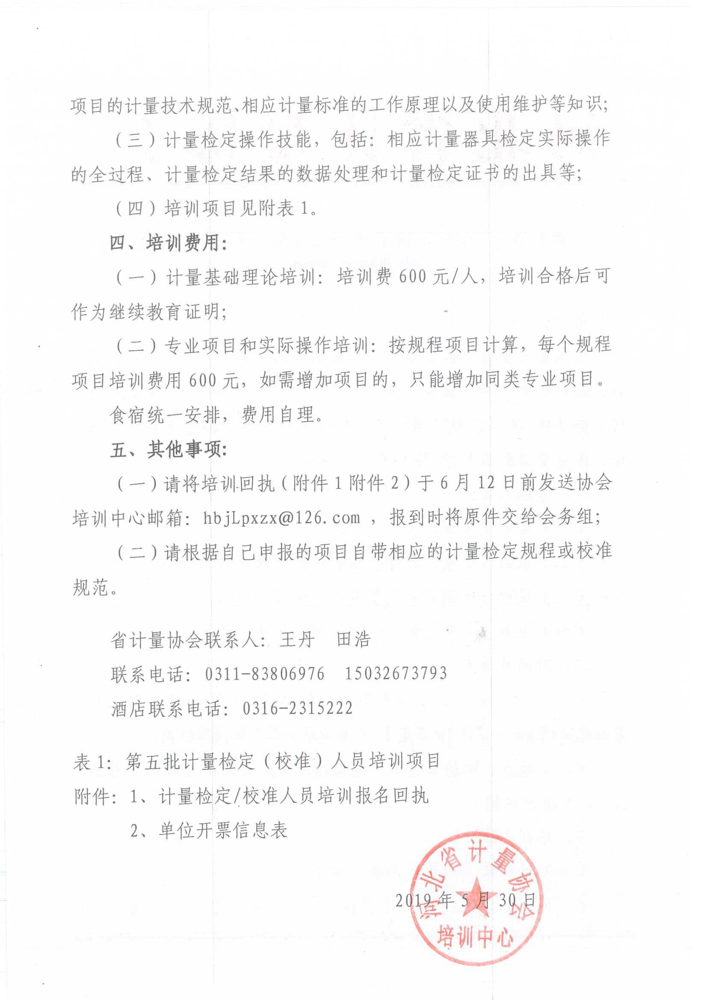 项目的计量技术规范、相应计量标准的工作原理以及使用维护等知识;
（三）计量检定操作技能，包括：相应计量器具检定实际操作
的全过程、计量检定结果的数据处理和计量检定证书的出具等;
（四）培训项目见附表1。
四、培训费用：
（一）计量基础理论培训：培训费600元/人，培训合格后可
作为继续教育证明;
（二）专业项目和实际操作培训：按规程项目计算，每个规程
项目培训费用600元，如需增加项目的，只能增加同类专业项目。
食宿统一安排，费用自理。
五、其他事项:
（一）请将培训回执（附件1附件2）于6月12日前发送协会
培训中心邮箱：hbjLpxzx@126.com，报到时将原件交给会务组;
（二）请根据自己申报的项目自带相应的计量检定规程或校准
规范。
省计量协会联系人：王丹 田浩
联系电话：0311-83806976 15032673793
酒店联系电话：0316-2315222
表1：第五批计量检定（校准）人员培训项目
附件：1、计量检定/校准人员培训报名回执
2、单位开票信息表
河北省计量协会
2019年5月30日
培训中心